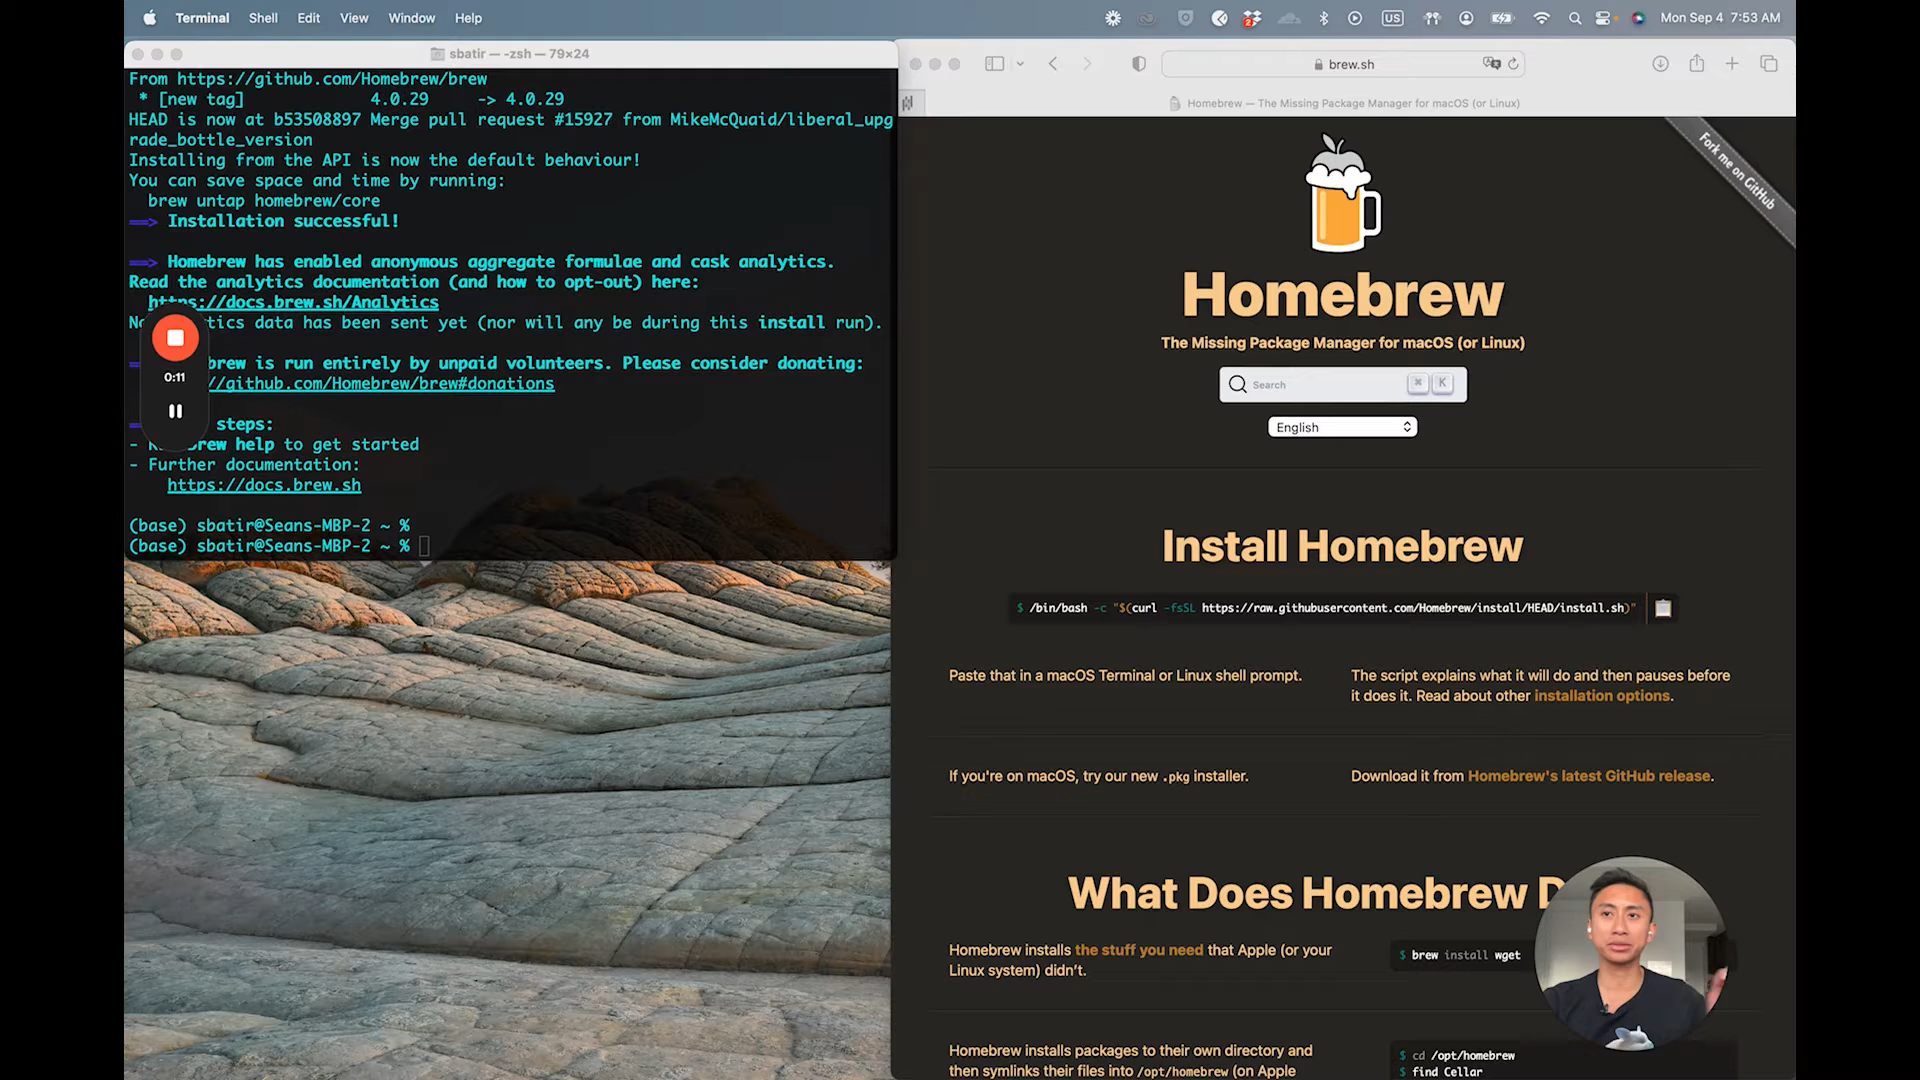 Terminal Shell Edit View Window Help
2 US Mon Sep 4 7:53 AM
sbatir — -zsh — 79×24
From https://github.com/Homebrew/brew
* [new tag] 4.0.29 -> 4.0.29
HEAD is now at b53508897 Merge pull request #15927 from MikeMcQuaid/liberal_upg
rade_bottle_version
Installing from the API is now the default behaviour!
You can save space and time by running:
brew untap homebrew/core
==> Installation successful!
==> Homebrew has enabled anonymous aggregate formulae and cask analytics.
Read the analytics documentation (and how to opt-out) here:
https://docs.brew.sh/Analytics
No tics data has been sent yet (nor will any be during this install run).
brew is run entirely by unpaid volunteers. Please consider donating:
//github.com/Homebrew/brew#donations
steps:
- brew help to get started
- Further documentation:
https://docs.brew.sh
(base) sbatir@Seans-MBP-2 ~ %
(base) sbatir@Seans-MBP-2 ~ %
0:11
brew.sh
Homebrew — The Missing Package Manager for macOS (or Linux)
Fork me on GitHub
Homebrew
The Missing Package Manager for macOS (or Linux)
Search ⌘ K
English
Install Homebrew
$ /bin/bash -c "$(curl -fsSL https://raw.githubusercontent.com/Homebrew/install/HEAD/install.sh)"
Paste that in a macOS Terminal or Linux shell prompt.
The script explains what it will do and then pauses before
it does it. Read about other installation options.
If you're on macOS, try our new .pkg installer.
Download it from Homebrew's latest GitHub release.
What Does Homebrew D
Homebrew installs the stuff you need that Apple (or your
Linux system) didn't.
$ brew install wget
Homebrew installs packages to their own directory and
then symlinks their files into /opt/homebrew (on Apple
$ cd /opt/homebrew
$ find Cellar